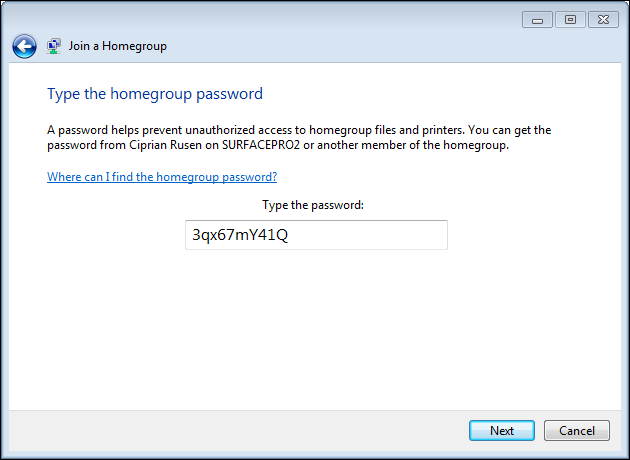 Join a Homegroup
Type the homegroup password
A password helps prevent unauthorized access to homegroup files and printers. You can get the
password from Ciprian Rusen on SURFACEPRO2 or another member of the homegroup.
Where can I find the homegroup password?
Type the password:
3qx67mY41Q
Next
Cancel